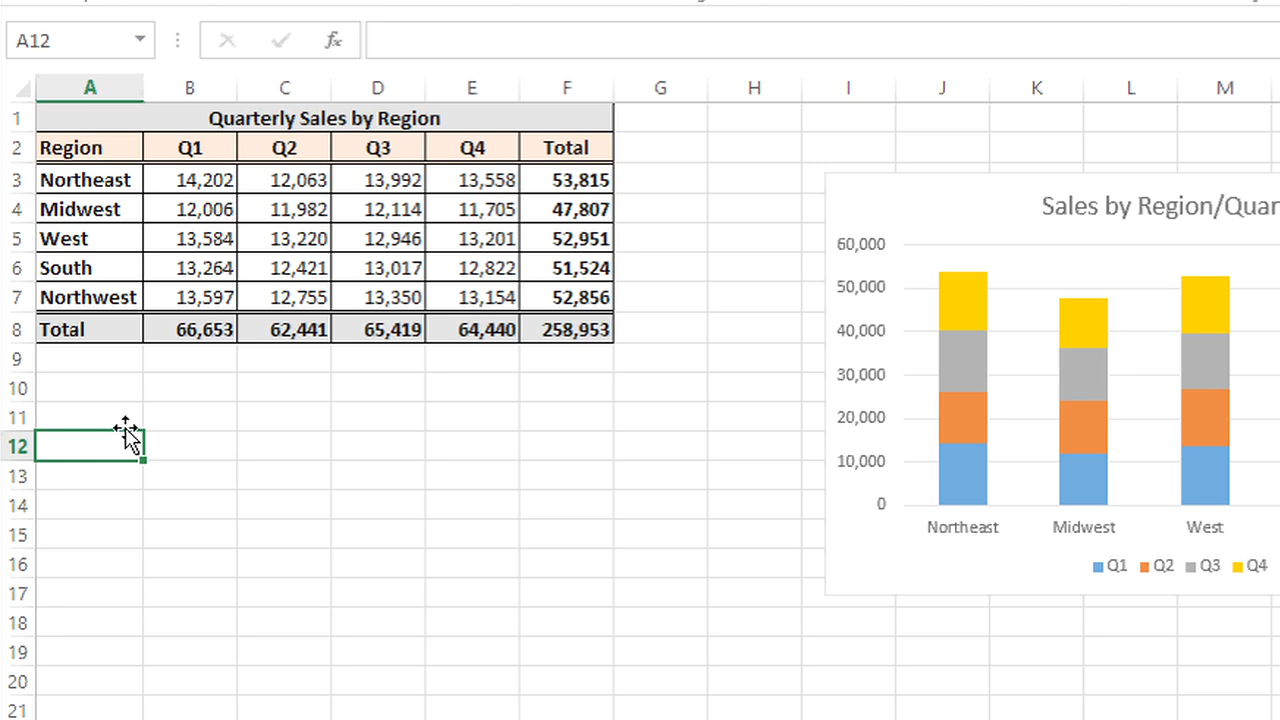 A12
fx
A B C D E F G H I J K L M
1 Quarterly Sales by Region
2 Region Q1 Q2 Q3 Q4 Total
3 Northeast 14,202 12,063 13,992 13,558 53,815
4 Midwest 12,006 11,982 12,114 11,705 47,807
5 West 13,584 13,220 12,946 13,201 52,951
6 South 13,264 12,421 13,017 12,822 51,524
7 Northwest 13,597 12,755 13,350 13,154 52,856
8 Total 66,653 62,441 65,419 64,440 258,953
9
10
11
12
13
14
15
16
17
18
19
20
21
Sales by Region/Quar
60,000
50,000
40,000
30,000
20,000
10,000
0
Northeast Midwest West
Q1 Q2 Q3 Q4